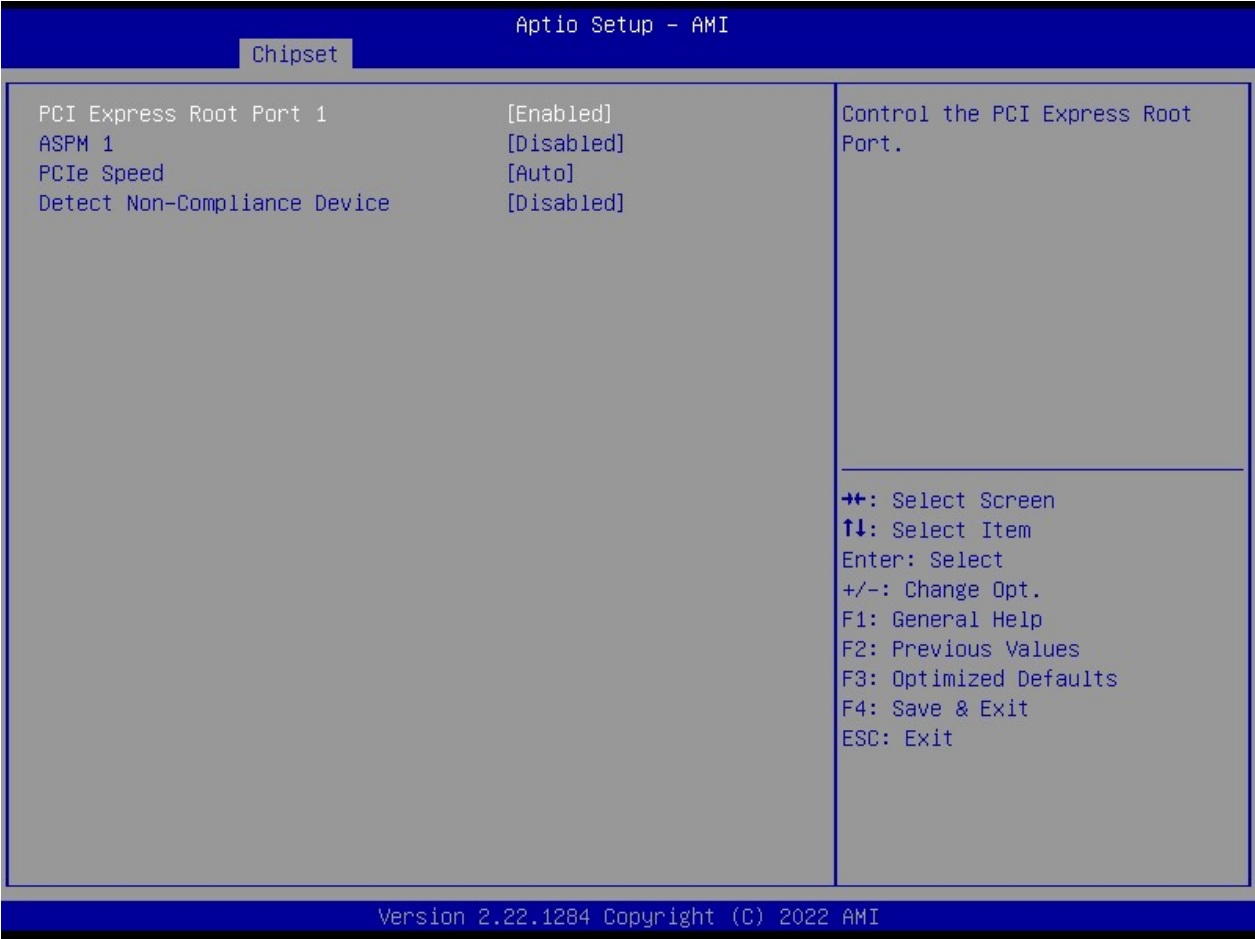 Aptio Setup – AMI
Chipset
PCI Express Root Port 1 [Enabled]
ASPM 1 [Disabled]
PCIe Speed [Auto]
Detect Non-Compliance Device [Disabled]
Control the PCI Express Root
Port.
→←: Select Screen
↑↓: Select Item
Enter: Select
+/-: Change Opt.
F1: General Help
F2: Previous Values
F3: Optimized Defaults
F4: Save & Exit
ESC: Exit
Version 2.22.1284 Copyright (C) 2022 AMI